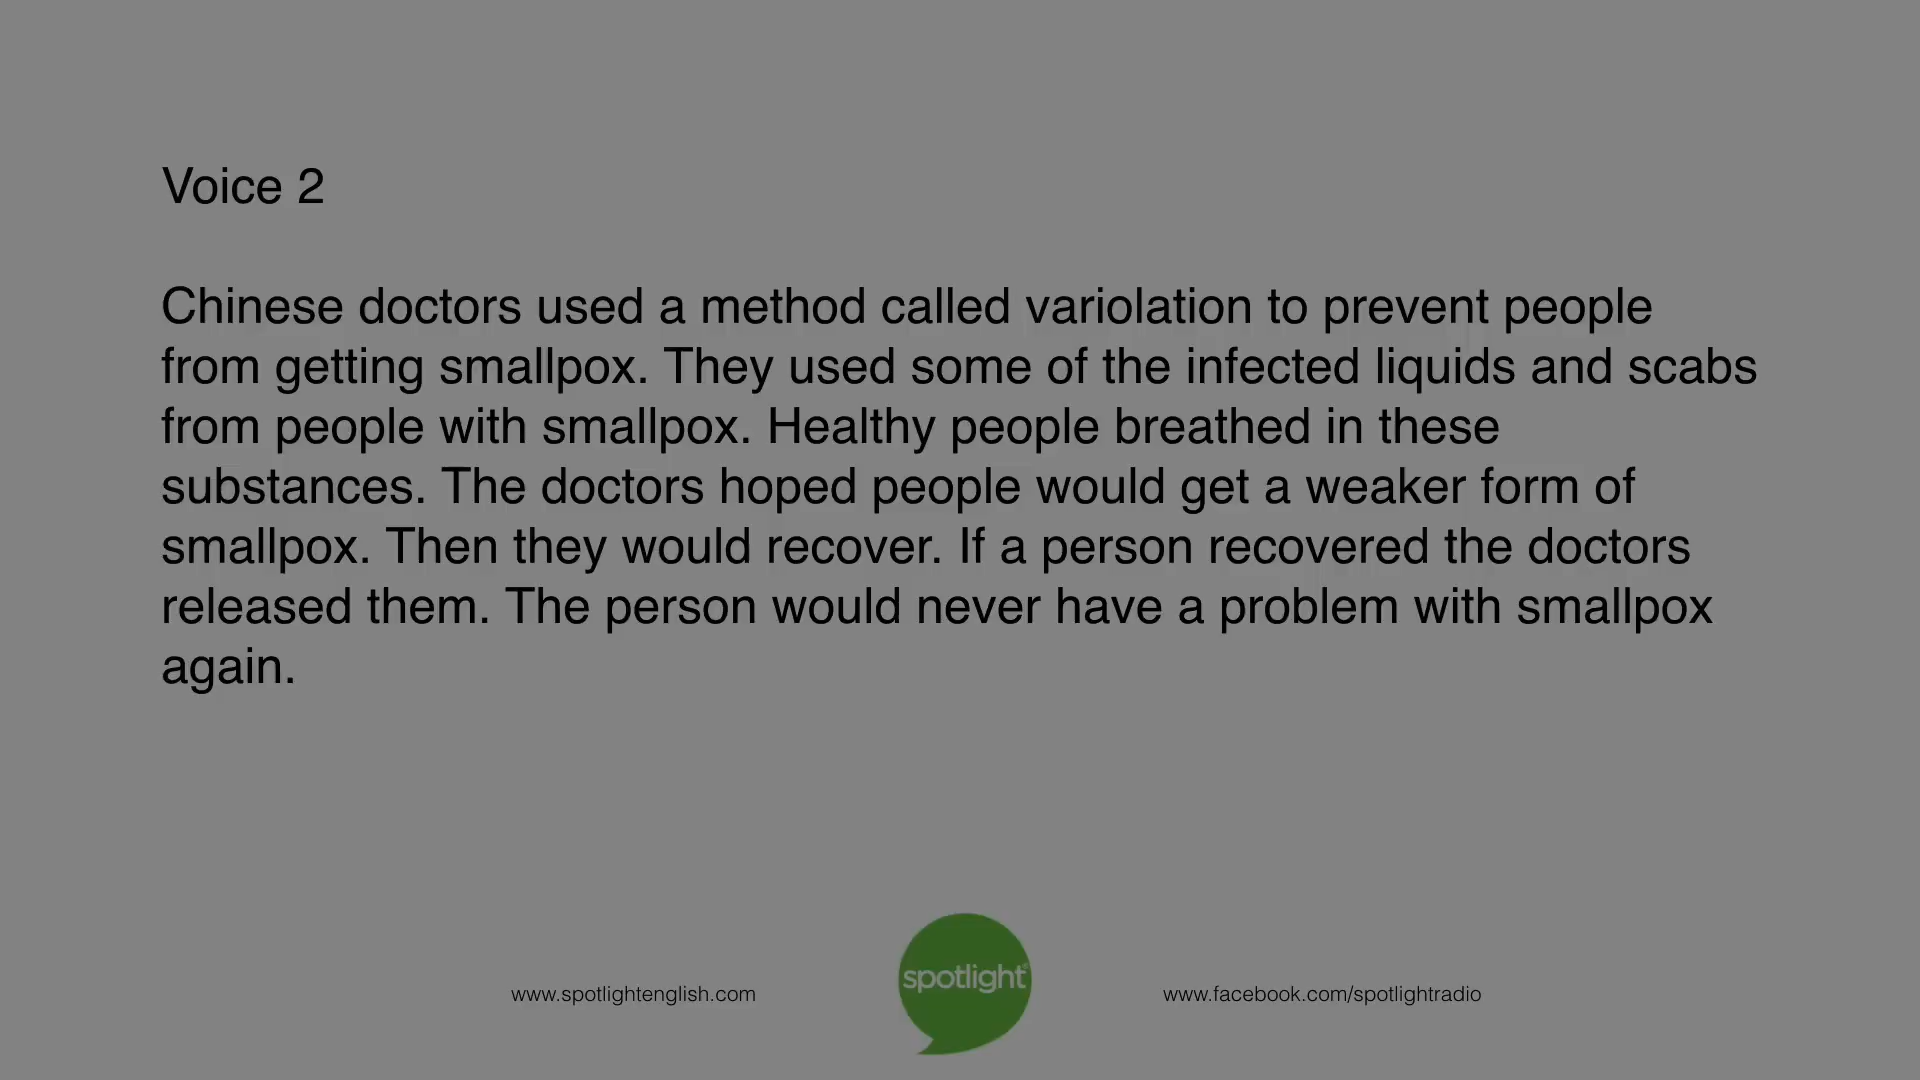 Voice 2
Chinese doctors used a method called variolation to prevent people
from getting smallpox. They used some of the infected liquids and scabs
from people with smallpox. Healthy people breathed in these
substances. The doctors hoped people would get a weaker form of
smallpox. Then they would recover. If a person recovered the doctors
released them. The person would never have a problem with smallpox
again.
www.spotlightenglish.com
spotlight®
www.facebook.com/spotlightradio